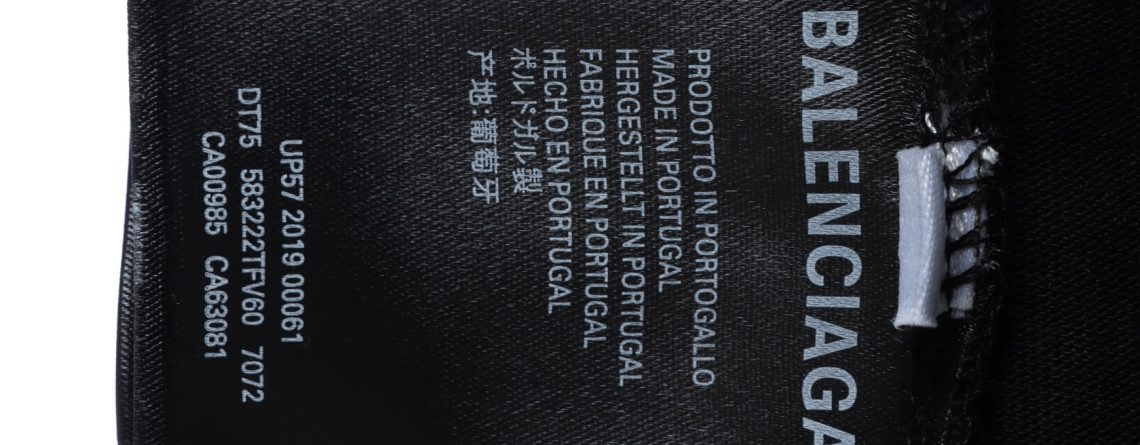 BALENCIAGA
PRODOTTO IN PORTOGALLO
MADE IN PORTUGAL
HERGESTELLT IN PORTUGAL
FABRIQUE EN PORTUGAL
HECHO EN PORTUGAL
ポルトガル製
产地:葡萄牙
UP57 2019 00061
DT75 583222TFV60 7072
CA00985 CA63081